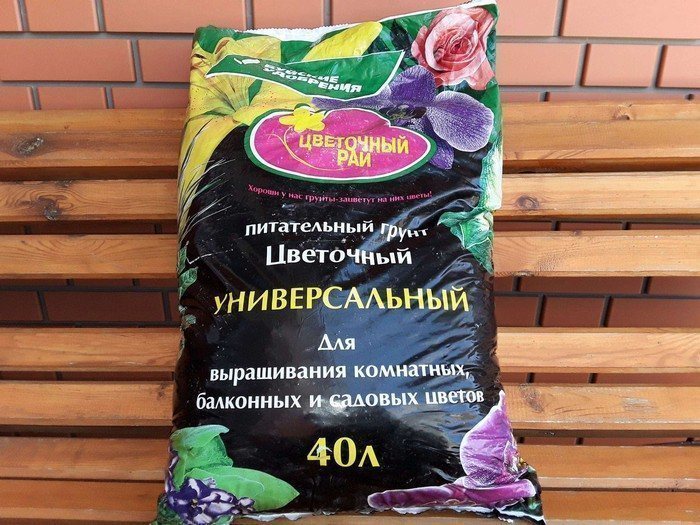 БУЙСКИЕ
УДОБРЕНИЯ
ЦВЕТОЧНЫЙ
РАЙ
Хороши у нас грунты-зацветут на них цветы!
питательный грунт
Цветочный
УНИВЕРСАЛЬНЫЙ
Для
выращивания комнатных,
балконных и садовых цветов
40л